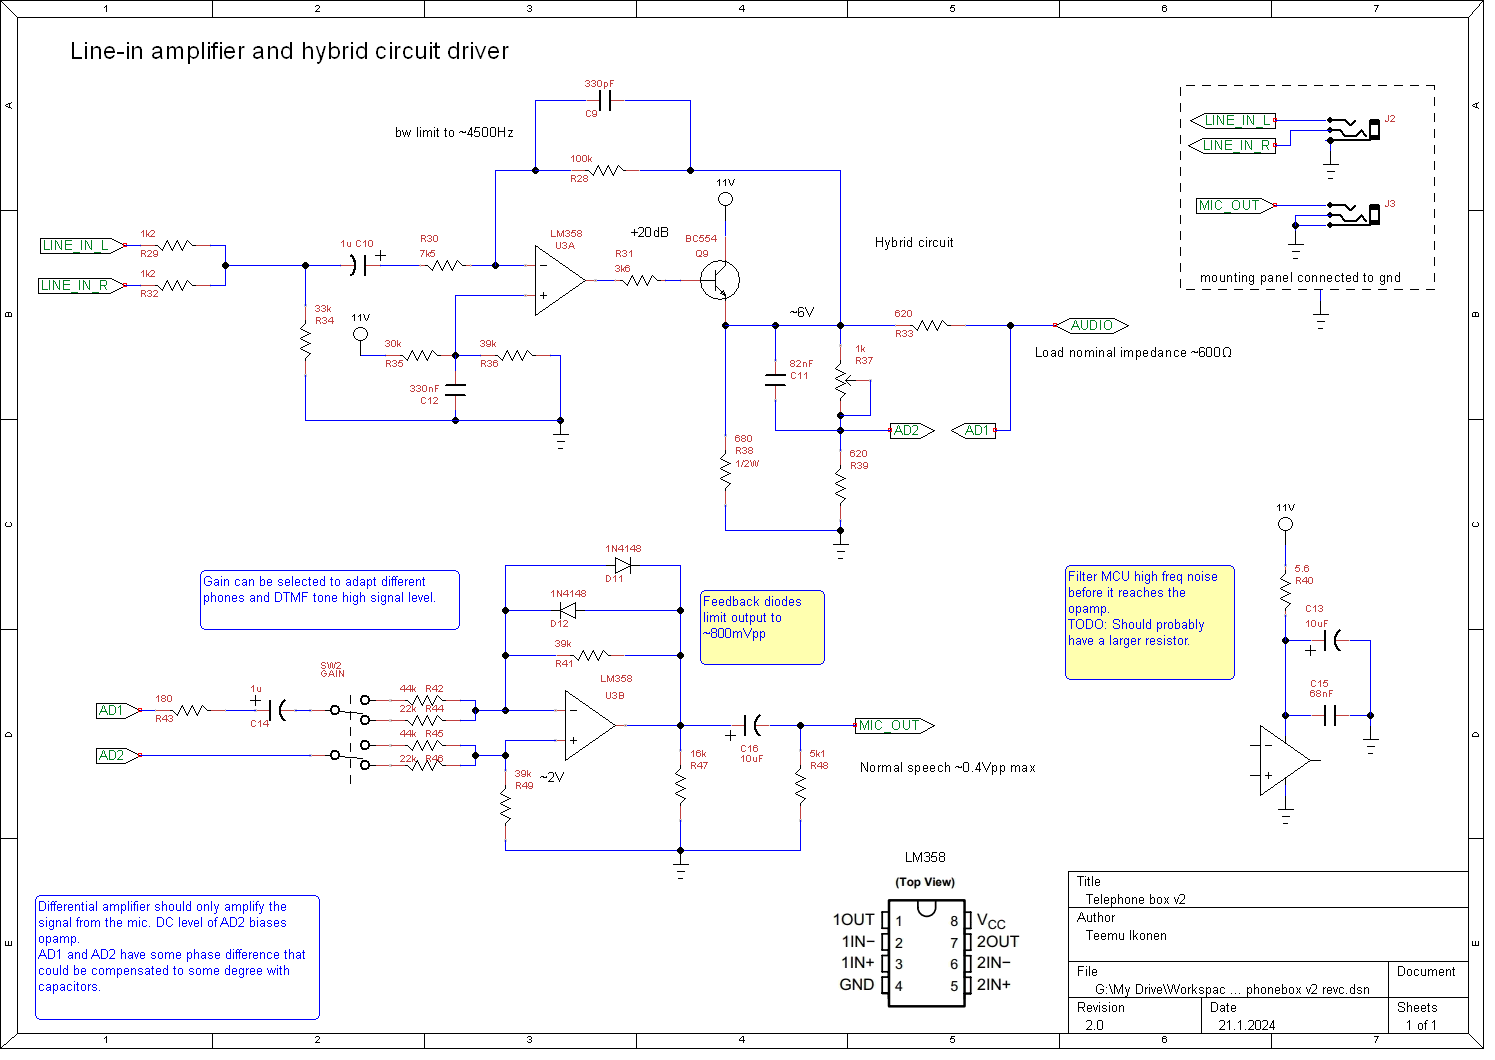 1 2 3 4 5 6 7
Line-in amplifier and hybrid circuit driver
A
A
330pF
C9
bw limit to ~4500Hz
100k
R28
LINE_IN_L
LINE_IN_R
J2
MIC_OUT
J3
mounting panel connected to gnd
11V
+20dB
BC554
Q9
Hybrid circuit
LINE_IN_L
1k2
R29
LINE_IN_R
1k2
R32
1u C10
+
R30
7k5
LM358
U3A
−
+
R31
3k6
B
B
33k
R34
11V
30k
R35
39k
R36
330nF
C12
~6V
620
R33
AUDIO
Load nominal impedance ~600Ω
82nF
C11
1k
R37
AD2
AD1
680
R38
1/2W
620
R39
C
C
11V
5.6
R40
C13
10uF
+
C15
68nF
−
+
Filter MCU high freq noise
before it reaches the
opamp.
TODO: Should probably
have a larger resistor.
Gain can be selected to adapt different
phones and DTMF tone high signal level.
1N4148
D11
1N4148
D12
Feedback diodes
limit output to
~800mVpp
39k
R41
SW2
GAIN
AD1
180
R43
1u
+
C14
44k R42
22k R44
44k R45
22k R46
AD2
LM358
U3B
−
+
39k
R49
~2V
16k
R47
+
C16
10uF
5k1
R48
MIC_OUT
Normal speech ~0.4Vpp max
D
D
LM358
(Top View)
1OUT 1 8 VCC
1IN− 2 7 2OUT
1IN+ 3 6 2IN−
GND 4 5 2IN+
Differential amplifier should only amplify the
signal from the mic. DC level of AD2 biases
opamp.
AD1 and AD2 have some phase difference that
could be compensated to some degree with
capacitors.
E
E
Title
Telephone box v2
Author
Teemu Ikonen
File
G:\My Drive\Workspac ... phonebox v2 revc.dsn
Document
Revision
2.0
Date
21.1.2024
Sheets
1 of 1
1 2 3 4 5 6 7